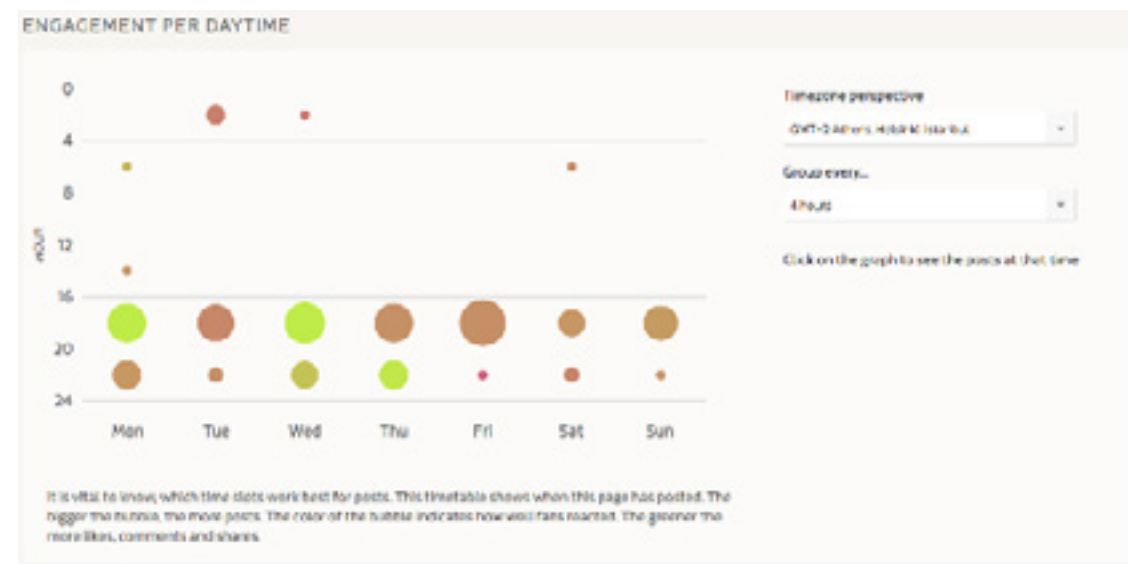 ENGAGEMENT PER DAYTIME
0
4
8
12
16
20
24
HOUR
Mon Tue Wed Thu Fri Sat Sun
Timezone perspective
Athens, Helsinki, Istanbul
Group every...
4 hours
Click on the graph to see the posts at that time
It is vital to know, which time slots work best for posts. This timetable shows when this page has posted. The
bigger the bubble, the more posts. The color of the bubble indicates how well fans reacted. The greener the
more likes, comments and shares.